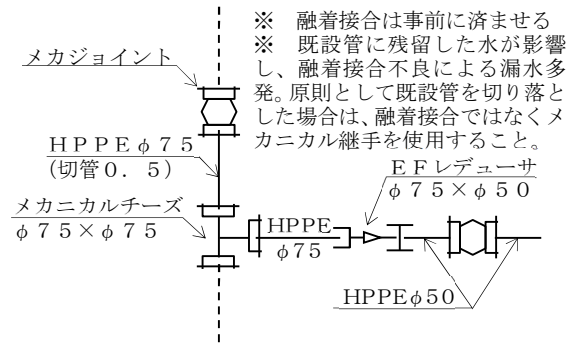 ※　融着接合は事前に済ませる
※　既設管に残留した水が影響
し、融着接合不良による漏水多
発。原則として既設管を切り落と
した場合は、融着接合ではなくメ
カニカル継手を使用すること。
メカジョイント
ＨＰＰＥφ７５
(切管０．５)
メカニカルチーズ
φ７５×φ７５
HPPE
φ75
ＥＦレデューサ
φ７５×φ５０
HPPEφ50